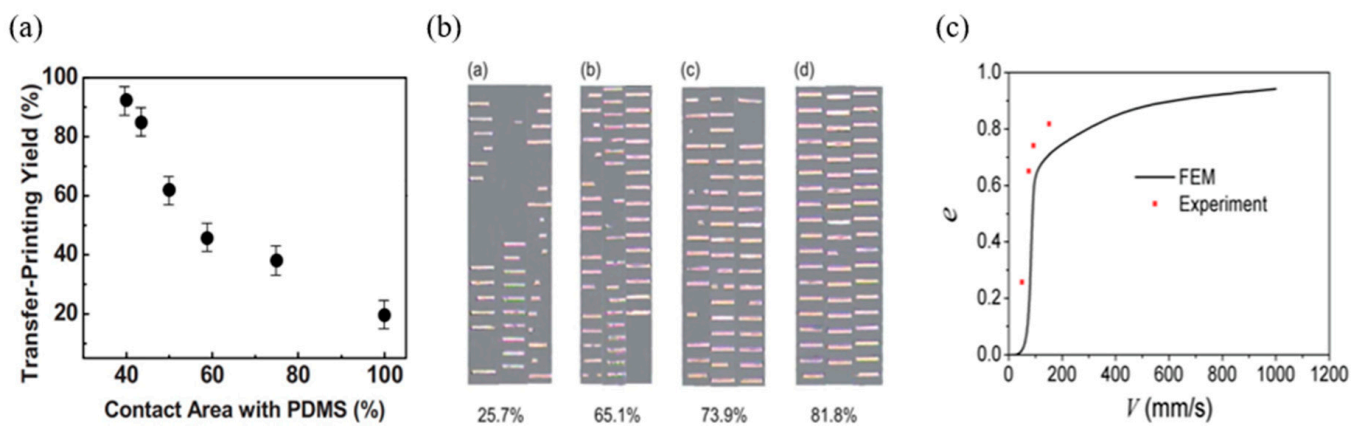 (a)
Transfer-Printing Yield (%)
100
80
60
40
20
40
60
80
100
Contact Area with PDMS (%)
(b)
(a)
(b)
(c)
(d)
25.7%
65.1%
73.9%
81.8%
(c)
e
1.0
0.8
0.6
0.4
0.2
0.0
FEM
Experiment
0
200
400
600
800
1000
1200
V (mm/s)